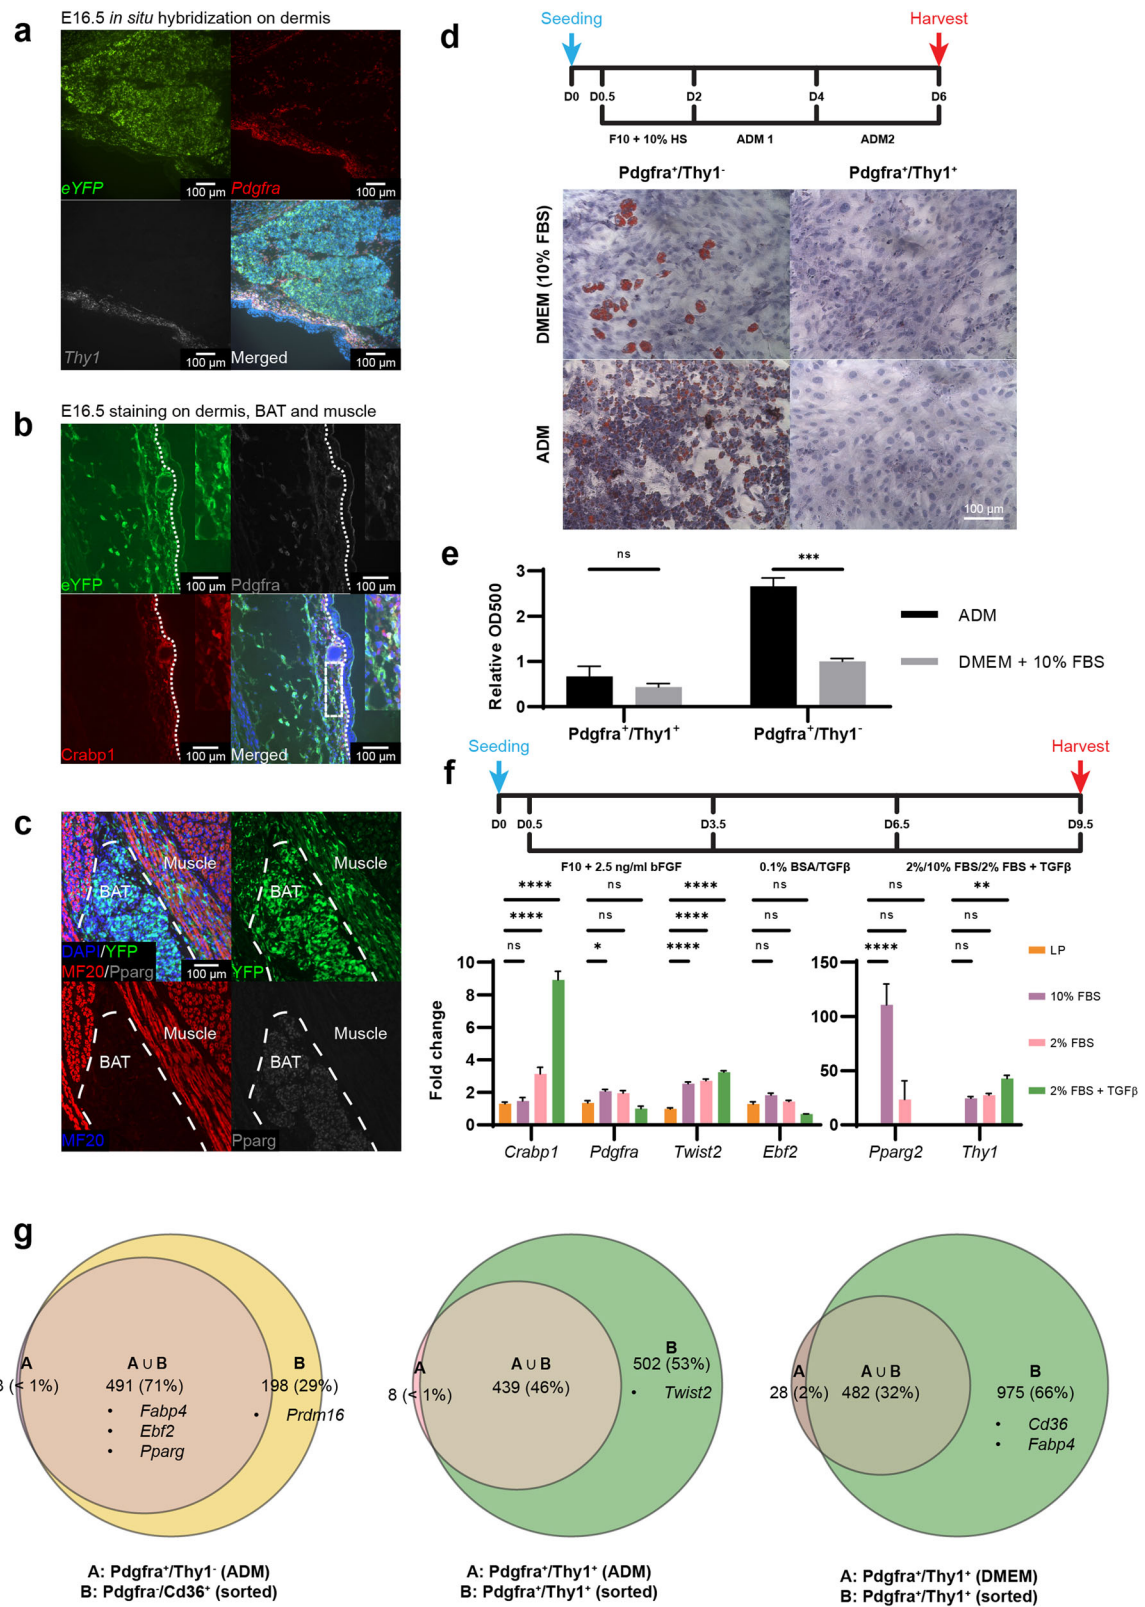 a
E16.5 in situ hybridization on dermis
eYFP
100 µm
Pdgfra
100 µm
Thy1
100 µm
Merged
100 µm
b
E16.5 staining on dermis, BAT and muscle
eYFP
100 µm
Pdgfra
100 µm
Crabp1
100 µm
Merged
100 µm
c
BAT
Muscle
DAPI/YFP
MF20/Pparg
100 µm
BAT
Muscle
YFP
BAT
Muscle
MF20
BAT
Muscle
Pparg
d
Seeding
Harvest
D0 D0.5 D2 D4 D6
F10 + 10% HS ADM 1 ADM2
Pdgfra⁺/Thy1⁻ Pdgfra⁺/Thy1⁺
DMEM (10% FBS)
ADM
100 µm
e
ns
***
Relative OD500
3
2
1
0
Pdgfra⁺/Thy1⁺ Pdgfra⁺/Thy1⁻
ADM
DMEM + 10% FBS
f
Seeding
Harvest
D0 D0.5 D3.5 D6.5 D9.5
F10 + 2.5 ng/ml bFGF 0.1% BSA/TGFβ 2%/10% FBS/2% FBS + TGFβ
**** ns **** ns ns **
**** ns **** ns ns ns
ns * **** ns **** ns
Fold change
10
8
6
4
2
0
150
100
50
0
Crabp1 Pdgfra Twist2 Ebf2 Pparg2 Thy1
LP
10% FBS
2% FBS
2% FBS + TGFβ
g
A
3 (< 1%)
A ∪ B
491 (71%)
• Fabp4
• Ebf2
• Pparg
B
198 (29%)
• Prdm16
A: Pdgfra⁺/Thy1⁻ (ADM)
B: Pdgfra⁻/Cd36⁺ (sorted)
A
8 (< 1%)
A ∪ B
439 (46%)
B
502 (53%)
• Twist2
A: Pdgfra⁺/Thy1⁺ (ADM)
B: Pdgfra⁺/Thy1⁺ (sorted)
A
28 (2%)
A ∪ B
482 (32%)
B
975 (66%)
• Cd36
• Fabp4
A: Pdgfra⁺/Thy1⁺ (DMEM)
B: Pdgfra⁺/Thy1⁺ (sorted)